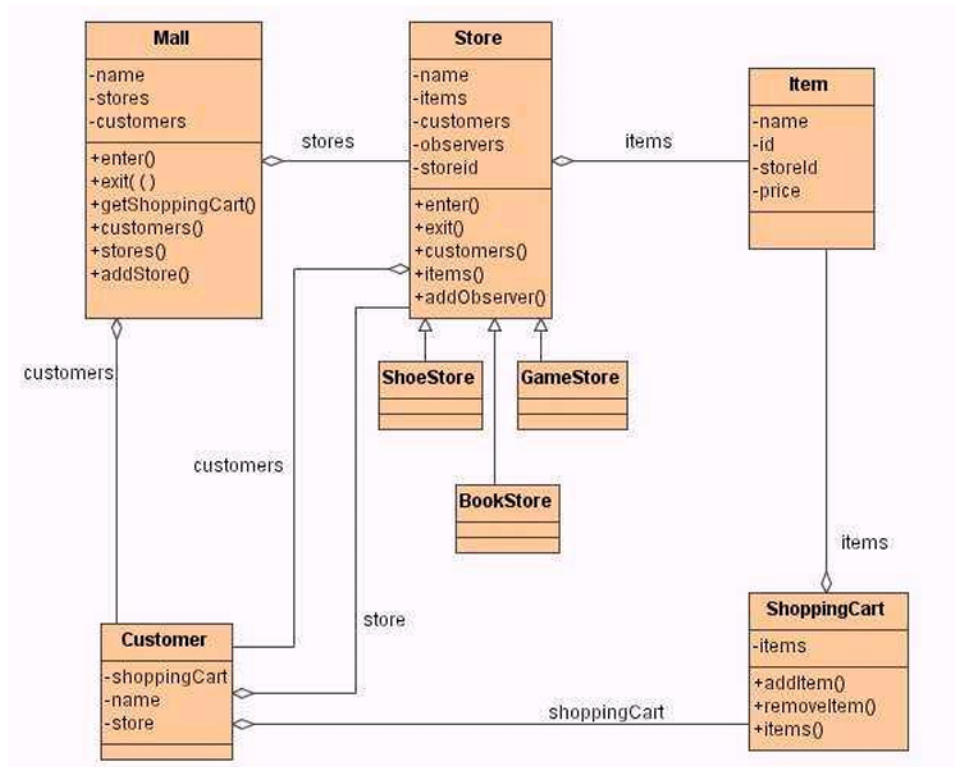 Mall
-name
-stores
-customers
+enter()
+exit( ( )
+getShoppingCart()
+customers()
+stores()
+addStore()
stores
Store
-name
-items
-customers
-observers
-storeid
+enter()
+exit()
+customers()
+items()
+addObserver()
items
Item
-name
-id
-storeId
-price
ShoeStore
GameStore
BookStore
customers
customers
store
items
Customer
-shoppingCart
-name
-store
shoppingCart
ShoppingCart
-items
+addItem()
+removeItem()
+items()